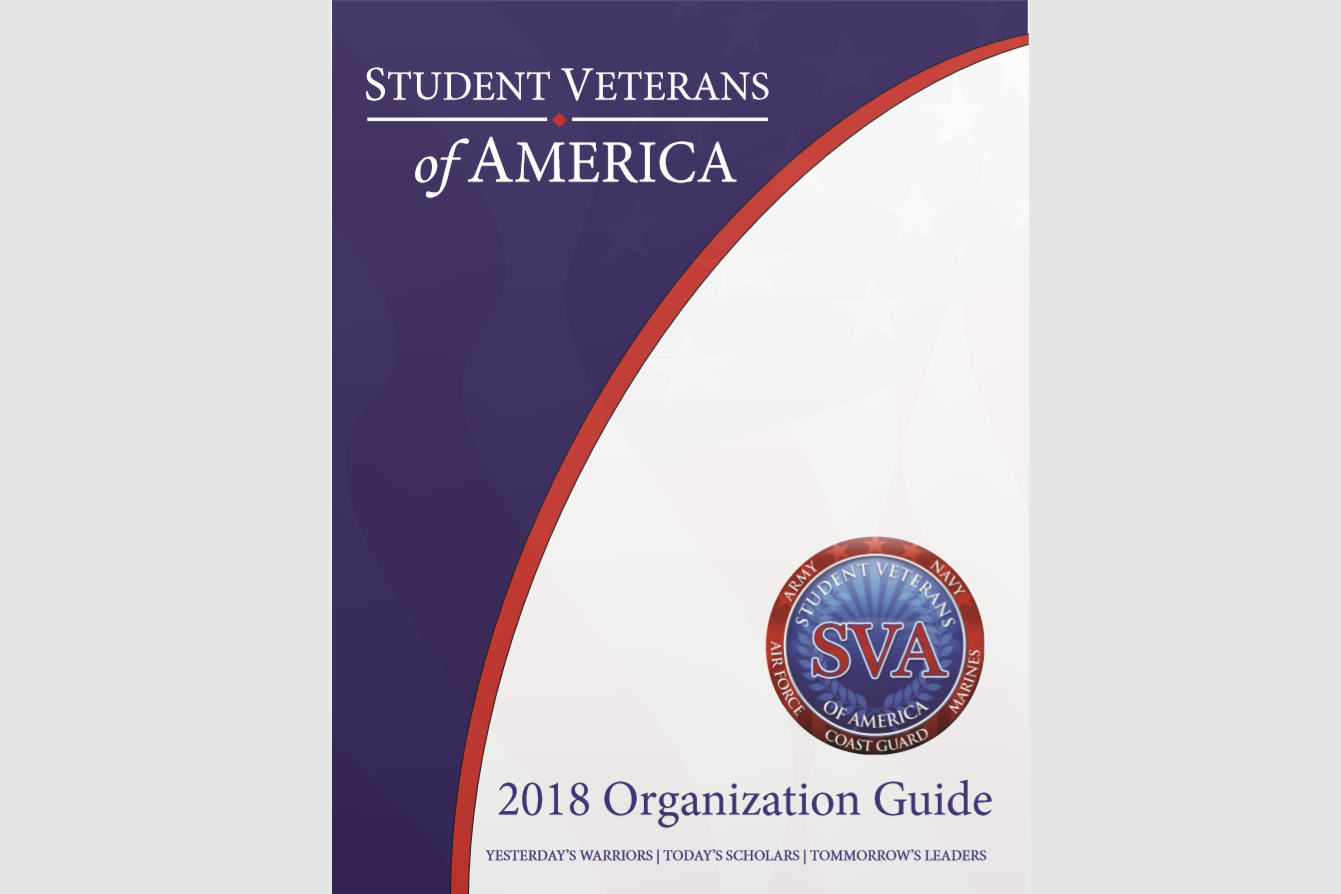 STUDENT VETERANS
of AMERICA
ARMY
NAVY
STUDENT VETERANS
SVA
AIR FORCE
MARINES
OF AMERICA
COAST GUARD
2018 Organization Guide
YESTERDAY'S WARRIORS | TODAY'S SCHOLARS | TOMMORROW'S LEADERS